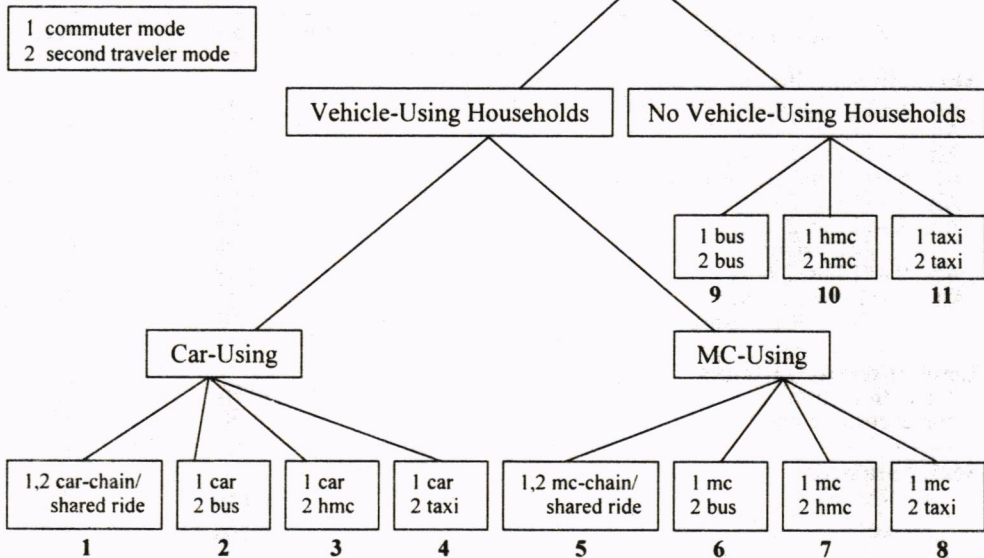 1 commuter mode
2 second traveler mode
Vehicle-Using Households
No Vehicle-Using Households
1 bus
2 bus
9
1 hmc
2 hmc
10
1 taxi
2 taxi
11
Car-Using
MC-Using
1,2 car-chain/
shared ride
1
1 car
2 bus
2
1 car
2 hmc
3
1 car
2 taxi
4
1,2 mc-chain/
shared ride
5
1 mc
2 bus
6
1 mc
2 hmc
7
1 mc
2 taxi
8